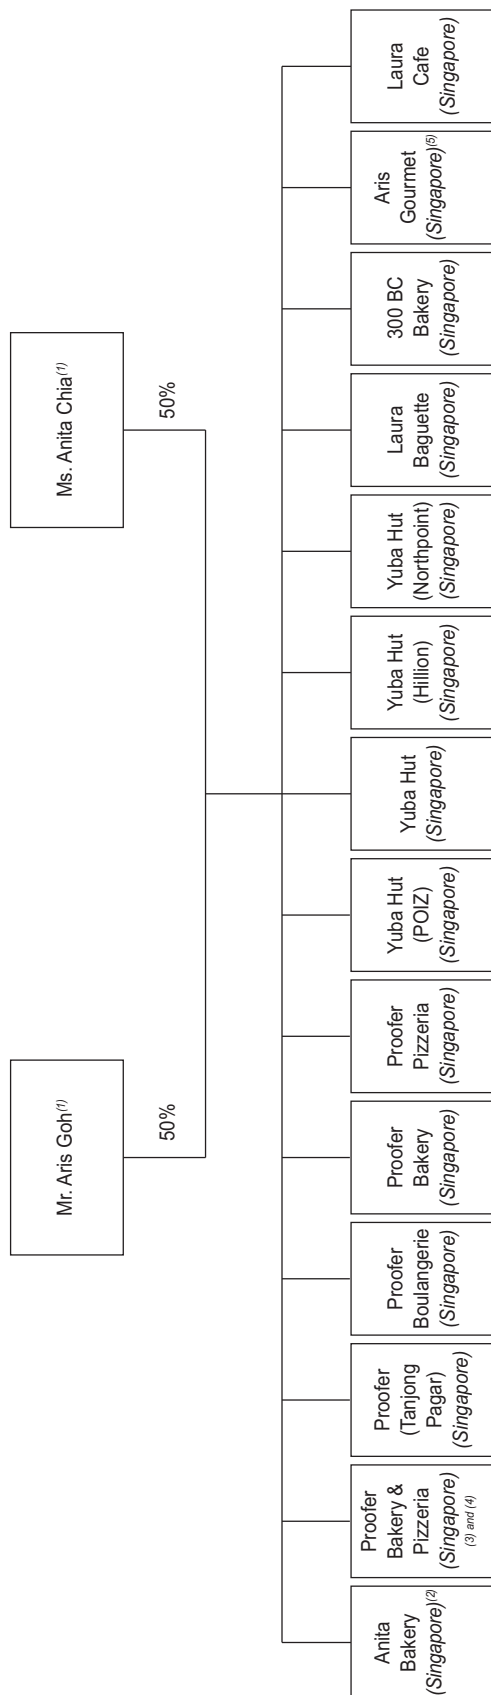 Mr. Aris Goh(1)
Ms. Anita Chia(1)
50%
50%
Anita
Bakery
(Singapore)(2)
Proofer
Bakery &
Pizzeria
(Singapore)
(3) and (4)
Proofer
(Tanjong
Pagar)
(Singapore)
Proofer
Boulangerie
(Singapore)
Proofer
Bakery
(Singapore)
Proofer
Pizzeria
(Singapore)
Yuba Hut
(POIZ)
(Singapore)
Yuba Hut
(Singapore)
Yuba Hut
(Hillion)
(Singapore)
Yuba Hut
(Northpoint)
(Singapore)
Laura
Baguette
(Singapore)
300 BC
Bakery
(Singapore)
Aris
Gourmet
(Singapore)(5)
Laura
Cafe
(Singapore)